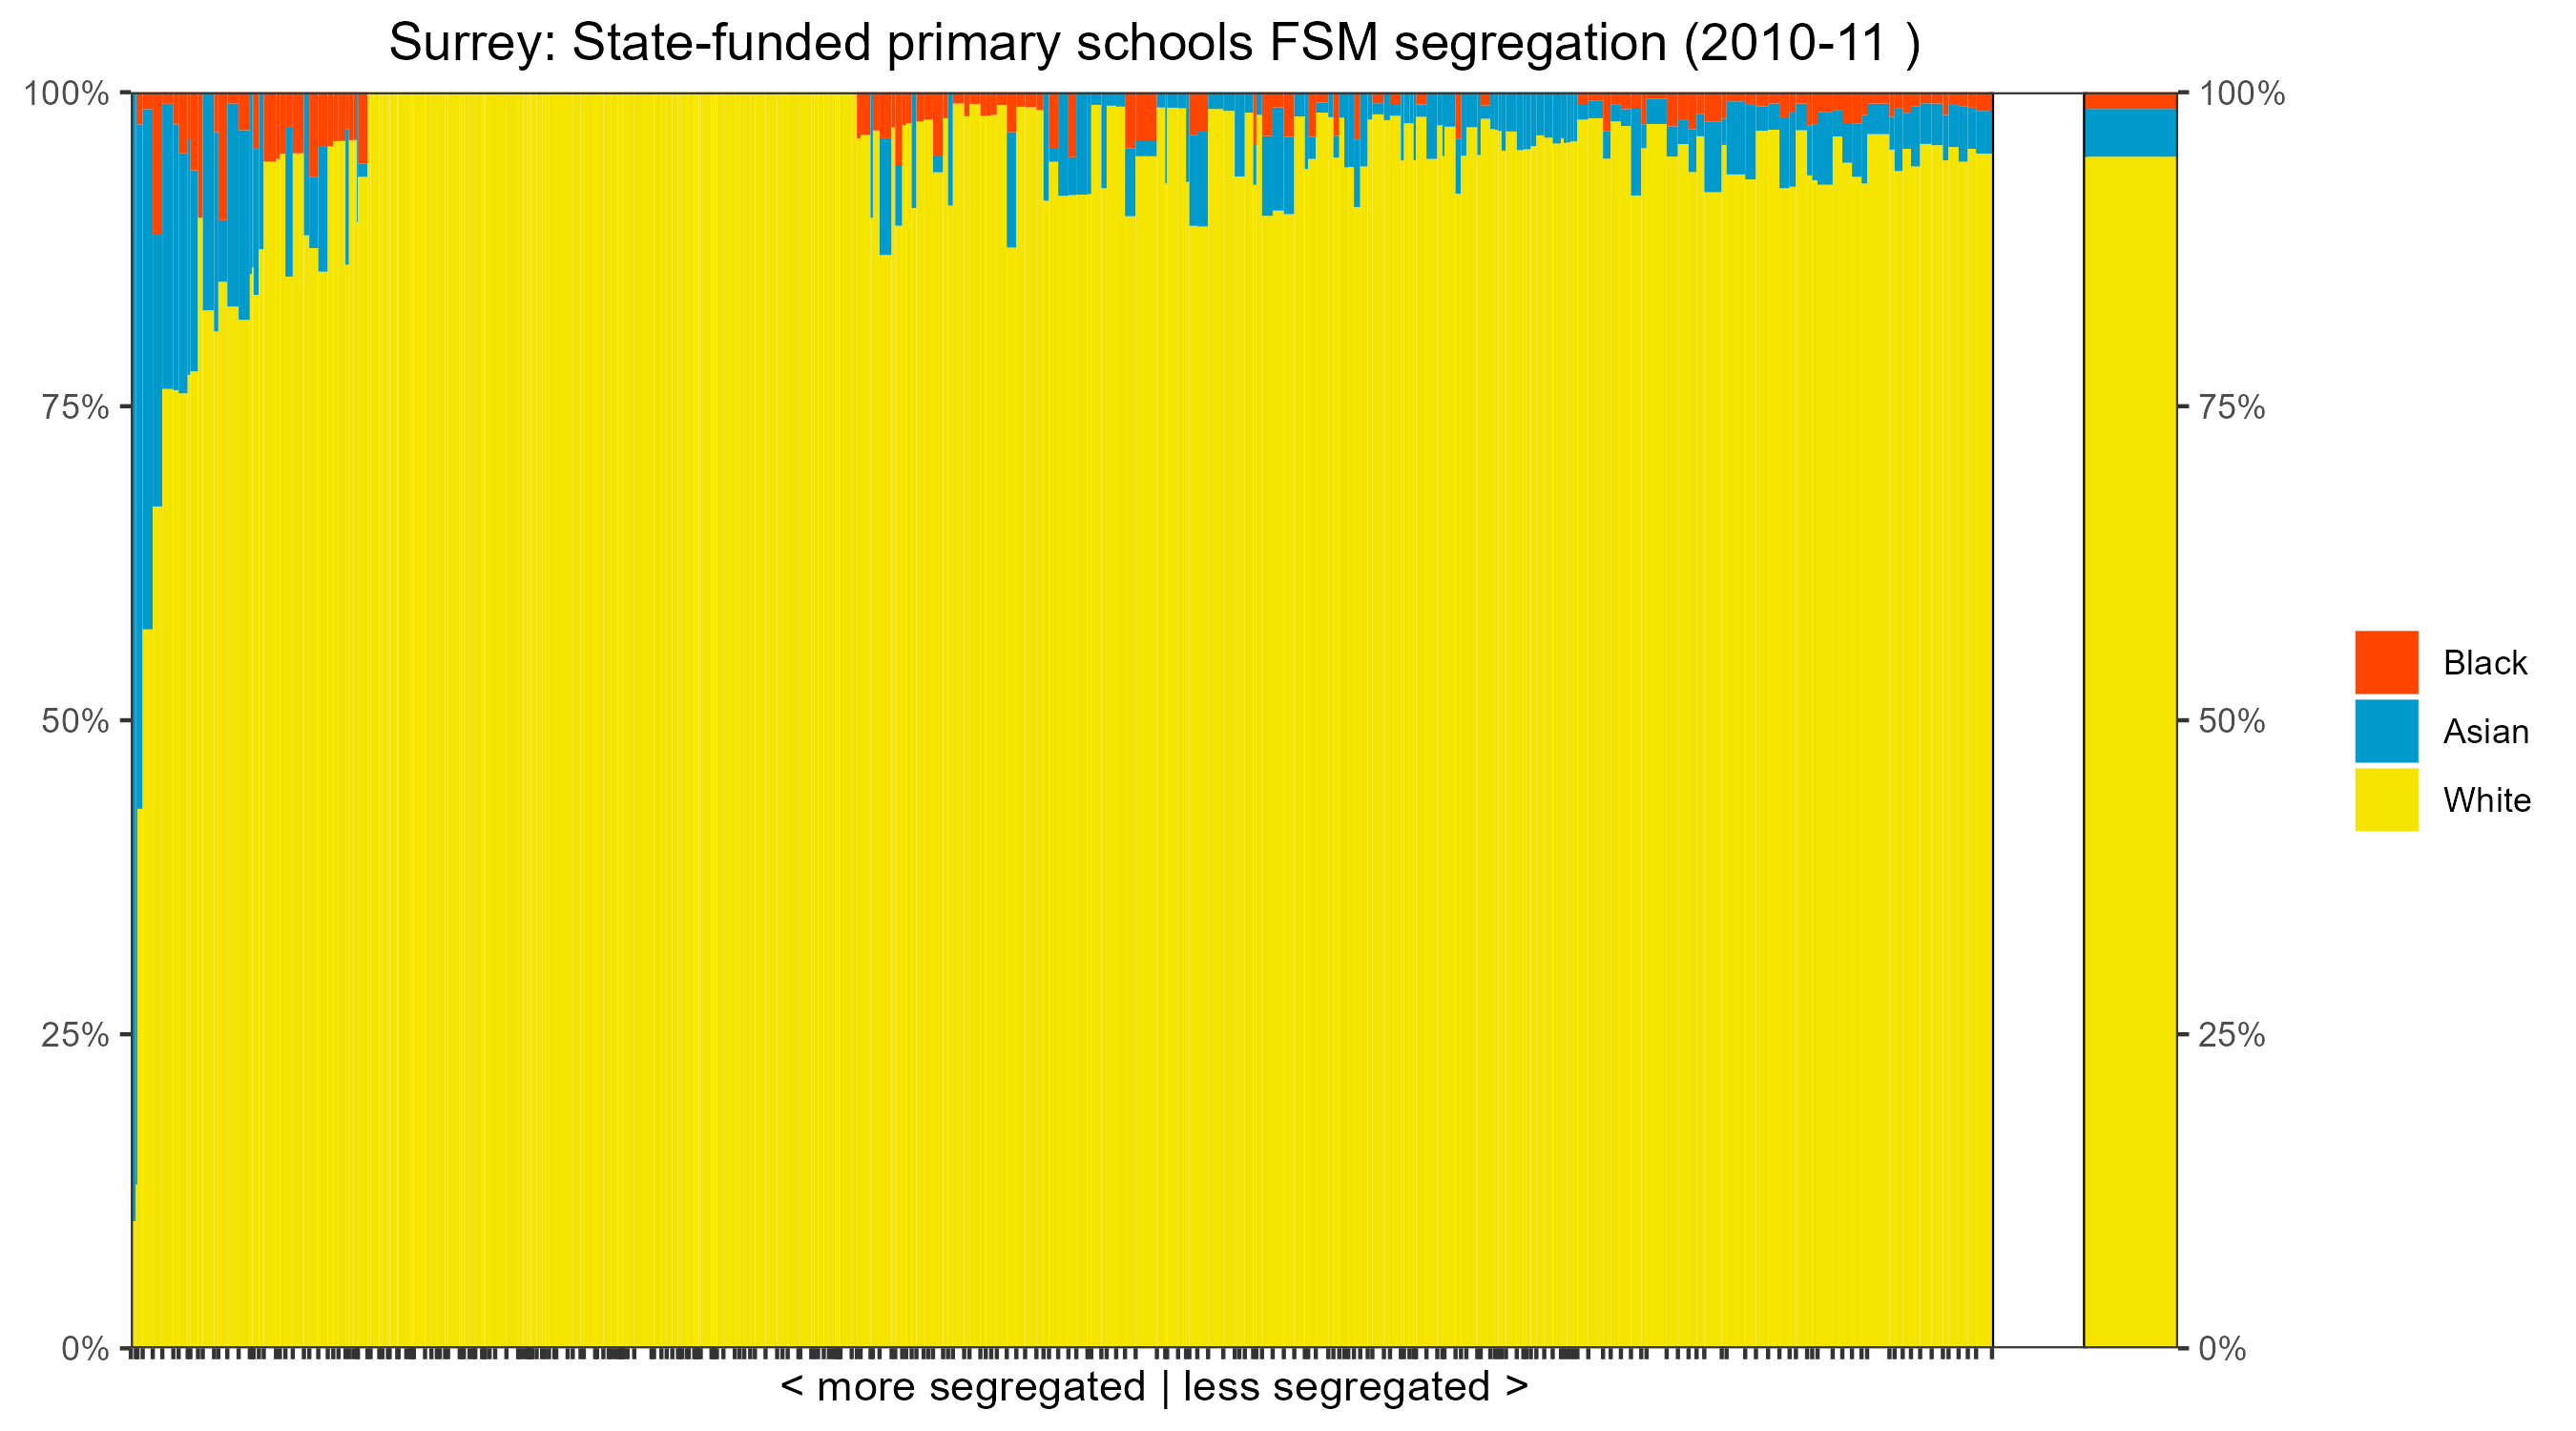 Surrey: State-funded primary schools FSM segregation (2010-11 )
100%
75%
50%
25%
0%
100%
75%
50%
25%
0%
Black
Asian
White
< more segregated | less segregated >